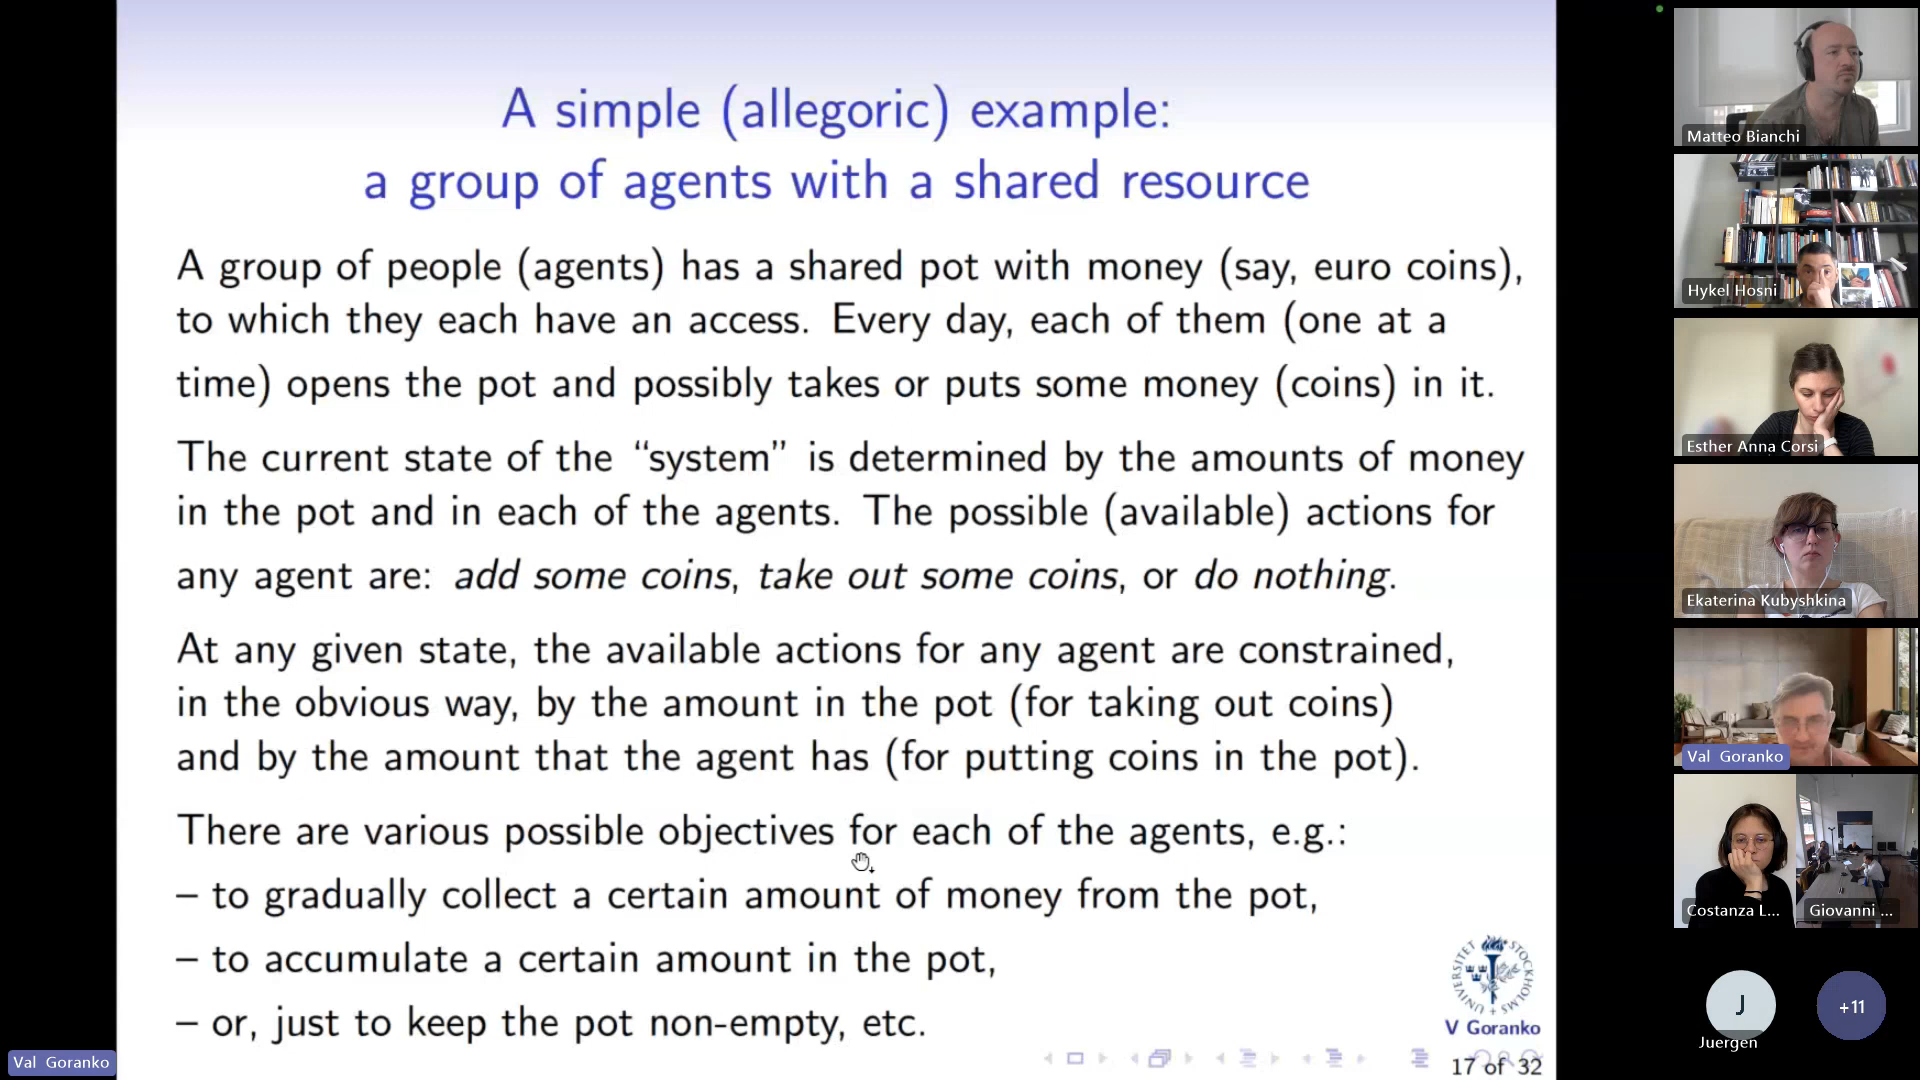 A simple (allegoric) example:
a group of agents with a shared resource
A group of people (agents) has a shared pot with money (say, euro coins),
to which they each have an access. Every day, each of them (one at a
time) opens the pot and possibly takes or puts some money (coins) in it.
The current state of the “system” is determined by the amounts of money
in the pot and in each of the agents. The possible (available) actions for
any agent are: add some coins, take out some coins, or do nothing.
At any given state, the available actions for any agent are constrained,
in the obvious way, by the amount in the pot (for taking out coins)
and by the amount that the agent has (for putting coins in the pot).
There are various possible objectives for each of the agents, e.g.:
– to gradually collect a certain amount of money from the pot,
– to accumulate a certain amount in the pot,
– or, just to keep the pot non-empty, etc.
V Goranko
17 of 32
Val Goranko
Matteo Bianchi
Hykel Hosni
Esther Anna Corsi
Ekaterina Kubyshkina
Val Goranko
Costanza L...
Giovanni ...
J
Juergen
+11